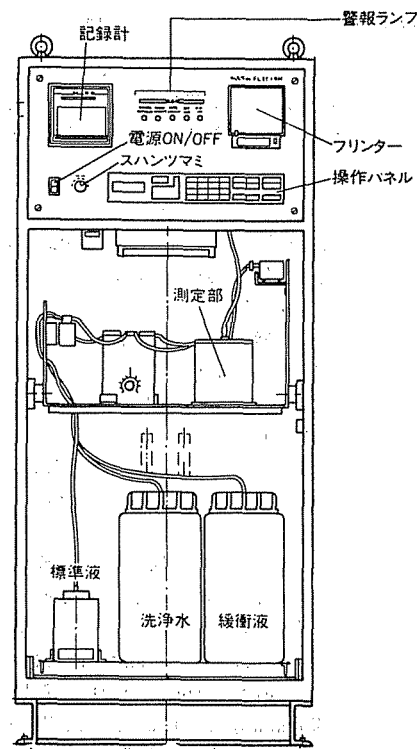 警報ランプ
記録計
電源ON/OFF
スパンツマミ
プリンター
操作パネル
測定部
標準液
洗浄水
緩衝液